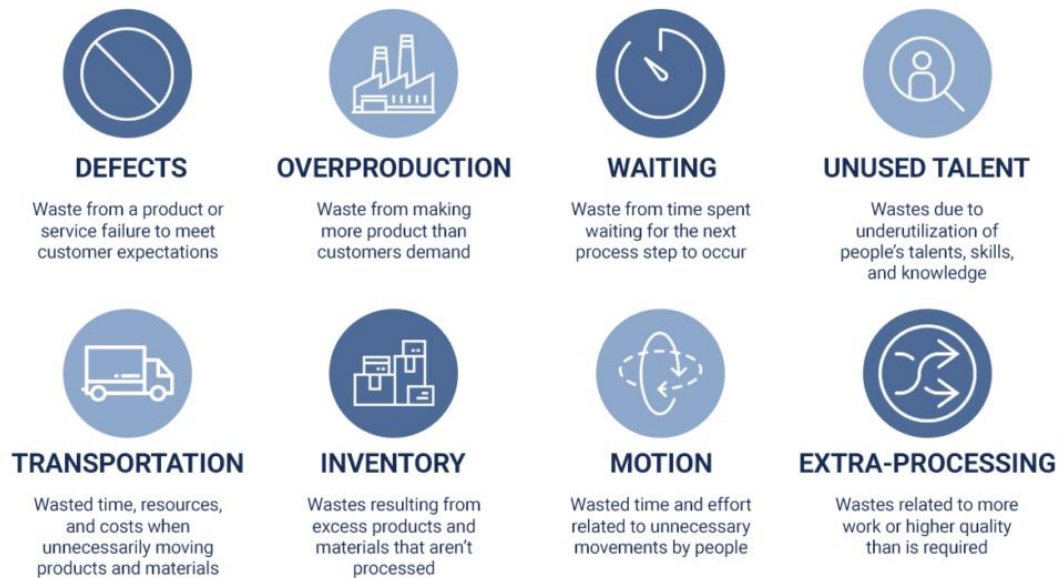 DEFECTS
Waste from a product or
service failure to meet
customer expectations
OVERPRODUCTION
Waste from making
more product than
customers demand
WAITING
Waste from time spent
waiting for the next
process step to occur
UNUSED TALENT
Wastes due to
underutilization of
people's talents, skills,
and knowledge
TRANSPORTATION
Wasted time, resources,
and costs when
unnecessarily moving
products and materials
INVENTORY
Wastes resulting from
excess products and
materials that aren't
processed
MOTION
Wasted time and effort
related to unnecessary
movements by people
EXTRA-PROCESSING
Wastes related to more
work or higher quality
than is required